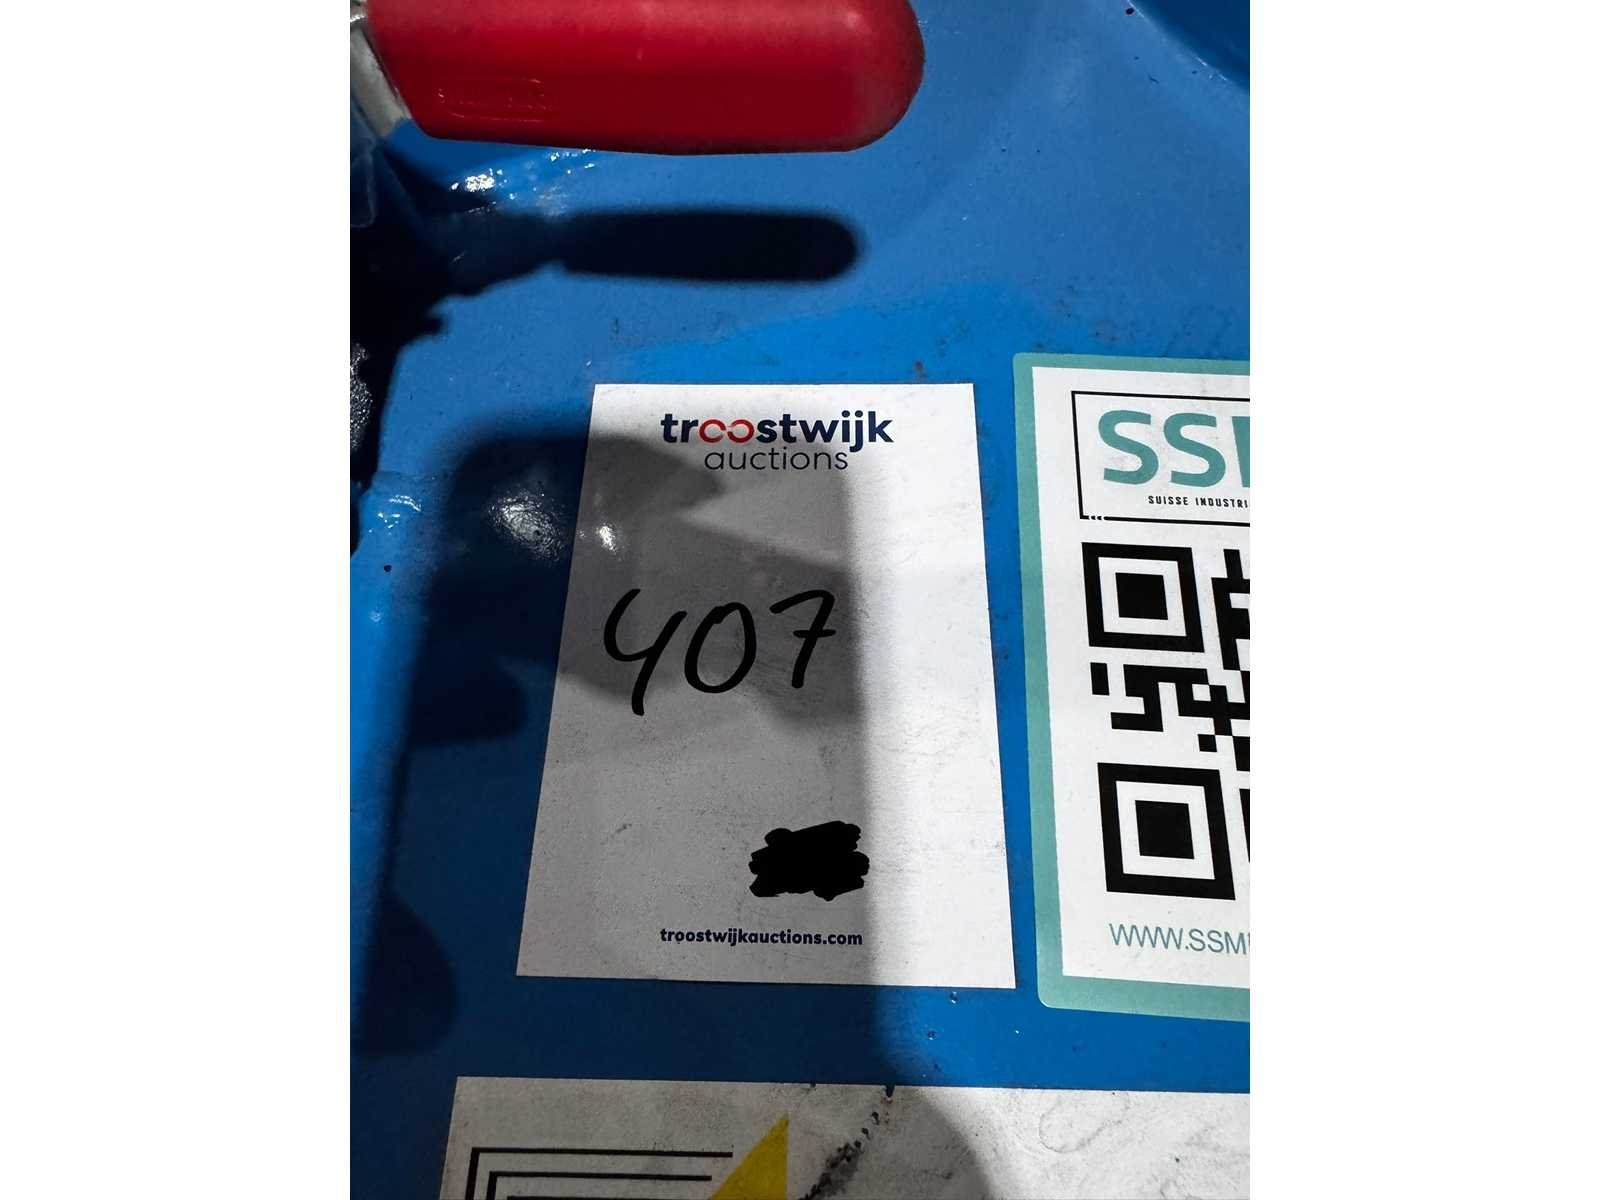 troostwijk
auctions
407
troostwijkauctions.com
SS
SUISSE INDUSTRI
WWW.SSM